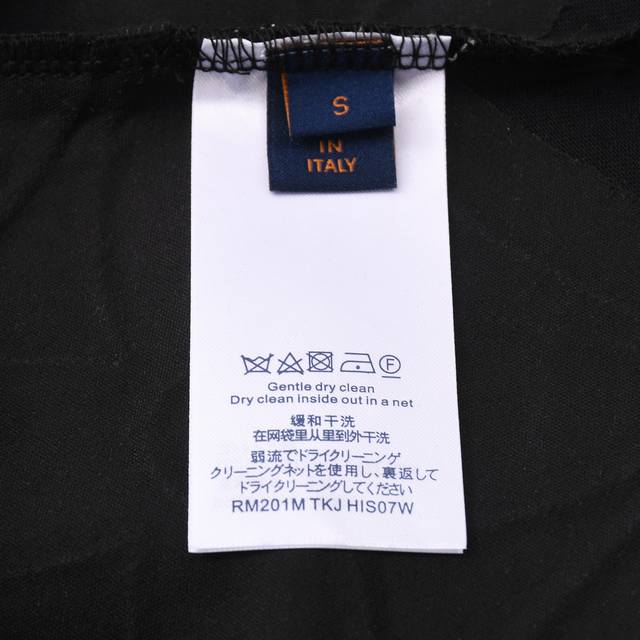 S
IN
ITALY
F
Gentle dry clean
Dry clean inside out in a net
缓和干洗
在网袋里从里到外干洗
弱流でドライクリーニング
クリーニングネットを使用し、裏返して
ドライクリーニングしてください
RM201M TKJ HIS07W